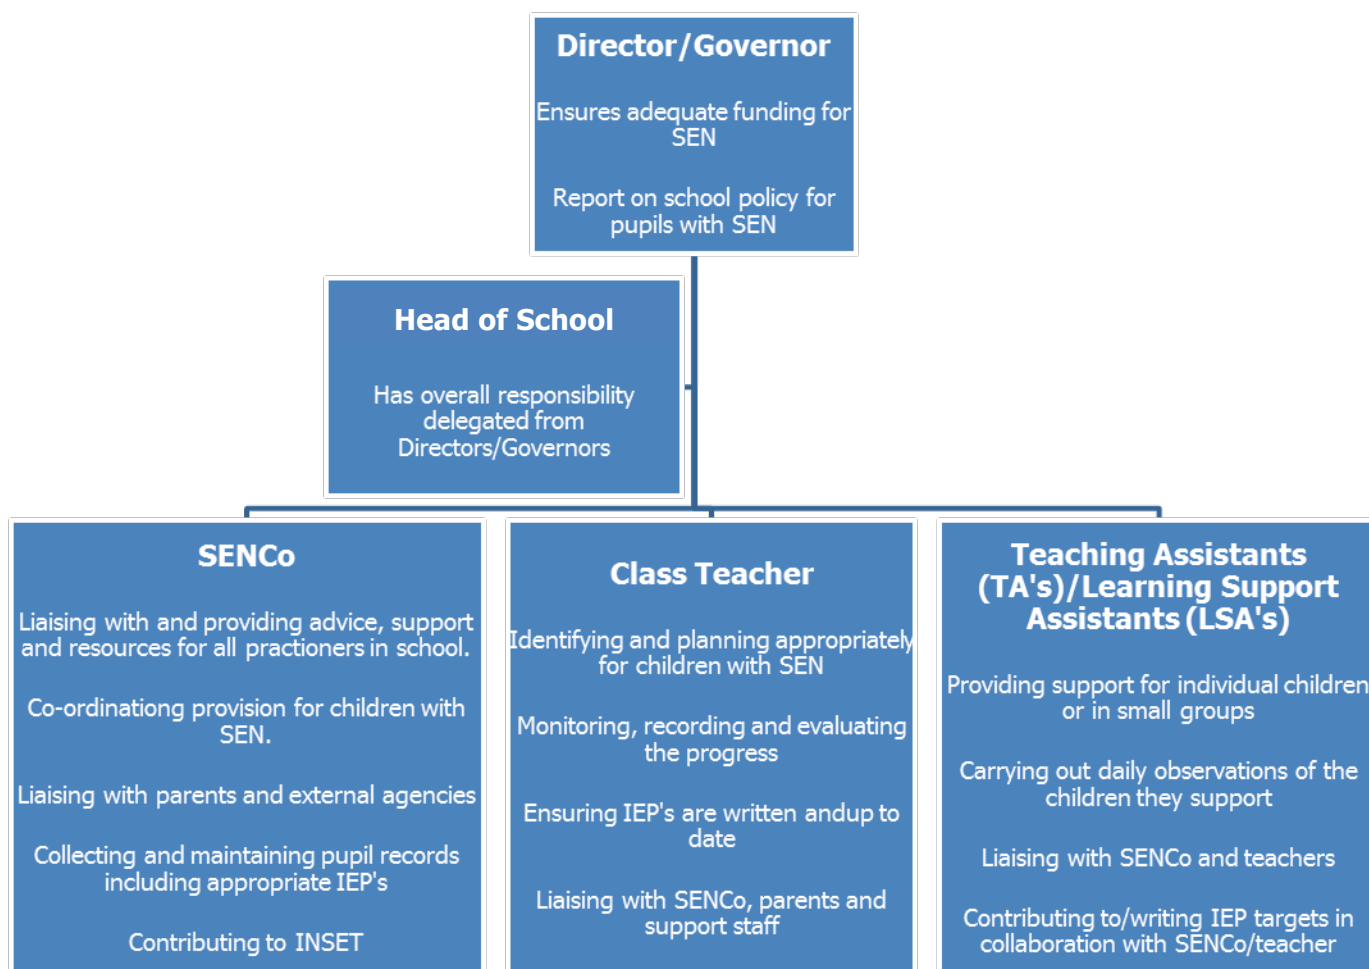 Director/Governor
Ensures adequate funding for
SEN
Report on school policy for
pupils with SEN
Head of School
Has overall responsibility
delegated from
Directors/Governors
SENCo
Liaising with and providing advice, support
and resources for all practioners in school.
Co-ordinationg provision for children with
SEN.
Liaising with parents and external agencies
Collecting and maintaining pupil records
including appropriate IEP's
Contributing to INSET
Class Teacher
Identifying and planning appropriately
for children with SEN
Monitoring, recording and evaluating
the progress
Ensuring IEP's are written andup to
date
Liaising with SENCo, parents and
support staff
Teaching Assistants
(TA's)/Learning Support
Assistants (LSA's)
Providing support for individual children
or in small groups
Carrying out daily observations of the
children they support
Liaising with SENCo and teachers
Contributing to/writing IEP targets in
collaboration with SENCo/teacher